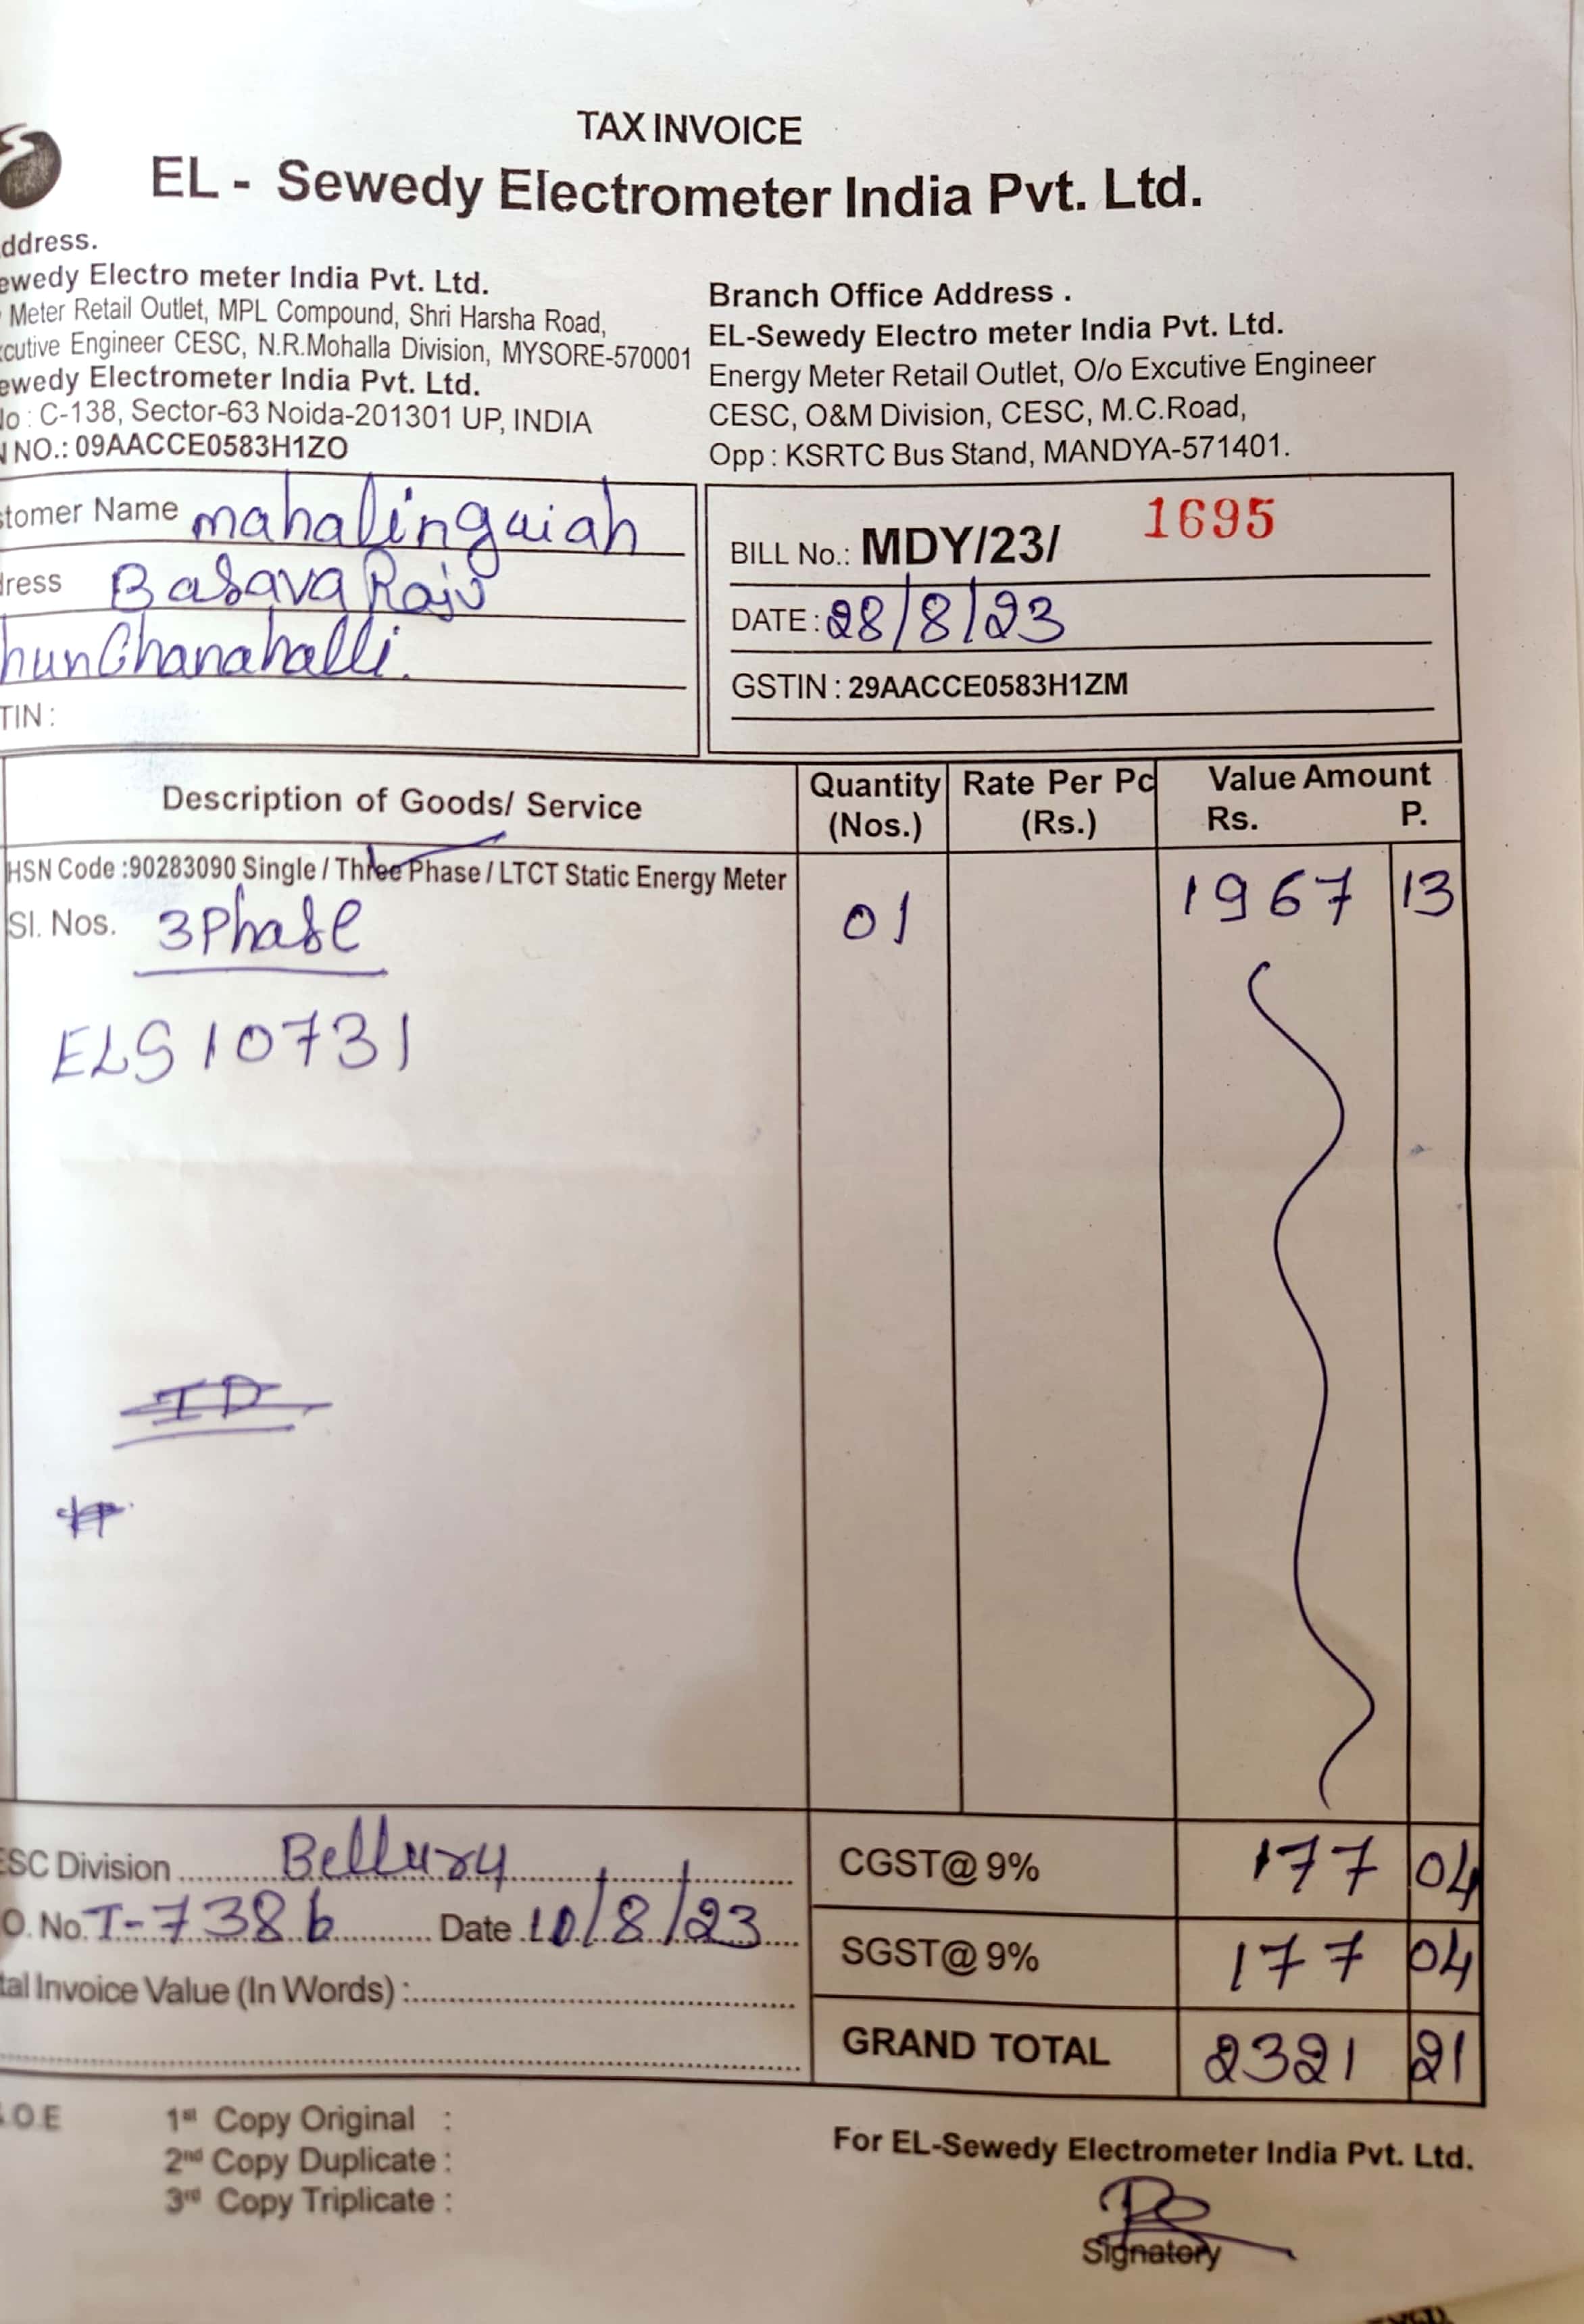 TAX INVOICE
EL - Sewedy Electrometer India Pvt. Ltd.
ddress.
ewedy Electro meter India Pvt. Ltd.
Meter Retail Outlet, MPL Compound, Shri Harsha Road,
cutive Engineer CESC, N.R.Mohalla Division, MYSORE-570001
ewedy Electrometer India Pvt. Ltd.
No : C-138, Sector-63 Noida-201301 UP, INDIA
N NO.: 09AACCE0583H1ZO
Branch Office Address .
EL-Sewedy Electro meter India Pvt. Ltd.
Energy Meter Retail Outlet, O/o Excutive Engineer
CESC, O&M Division, CESC, M.C.Road,
Opp : KSRTC Bus Stand, MANDYA-571401.
stomer Name mahalingaiah
dress Basava Raju
hunChanahalli.
TIN :
BILL No.: MDY/23/ 1695
DATE : 28/8/23
GSTIN : 29AACCE0583H1ZM
Description of Goods/ Service Quantity (Nos.) Rate Per Pc (Rs.) Value Amount Rs. P.
HSN Code :90283090 Single / Three Phase / LTCT Static Energy Meter
Sl. Nos. 3Phase 01 1967 13
ELS10731
ID
ESC Division Bellury CGST@ 9% 177 04
O. No. T-7386 Date 10/8/23 SGST@ 9% 177 04
tal Invoice Value (In Words) :
GRAND TOTAL 2321 21
.O.E 1st Copy Original :
2nd Copy Duplicate :
3rd Copy Triplicate :
For EL-Sewedy Electrometer India Pvt. Ltd.
Signatory